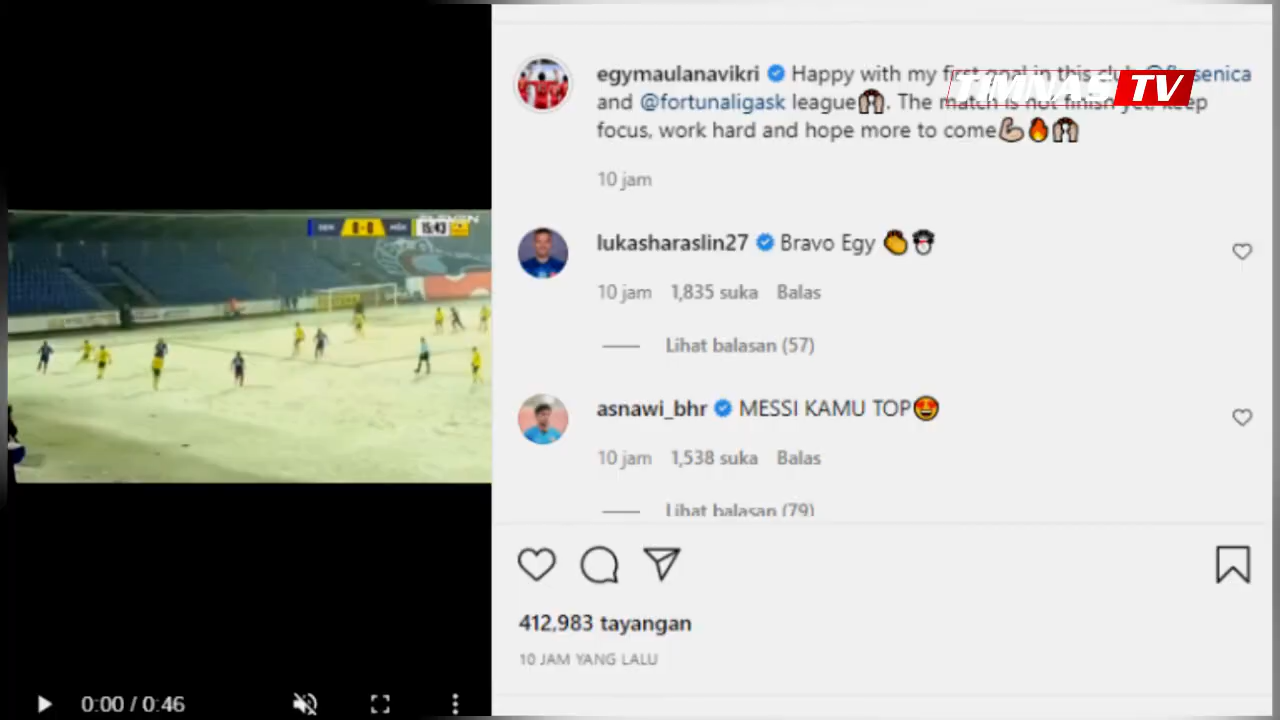 egymaulanavikri Happy with my first goal in this club @fksenica
and @fortunaligask league🙌. The match is not finish yet, keep
focus, work hard and hope more to come💪🔥🙌
10 jam
lukasharaslin27 Bravo Egy 👏⛄
10 jam 1,835 suka Balas
Lihat balasan (57)
asnawi_bhr MESSI KAMU TOP😍
10 jam 1,538 suka Balas
Lihat balasan (79)
412,983 tayangan
10 JAM YANG LALU
TIMNAS TV
SEN 0-0 15:43
ELEVEN
0:00 / 0:46